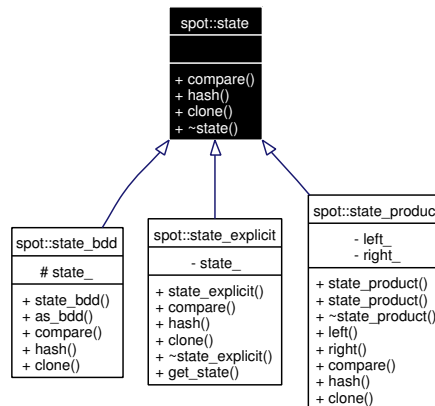 spot::state
+ compare()
+ hash()
+ clone()
+ ~state()
spot::state_bdd
# state_
+ state_bdd()
+ as_bdd()
+ compare()
+ hash()
+ clone()
spot::state_explicit
- state_
+ state_explicit()
+ compare()
+ hash()
+ clone()
+ ~state_explicit()
+ get_state()
spot::state_product
- left_
- right_
+ state_product()
+ state_product()
+ ~state_product()
+ left()
+ right()
+ compare()
+ hash()
+ clone()